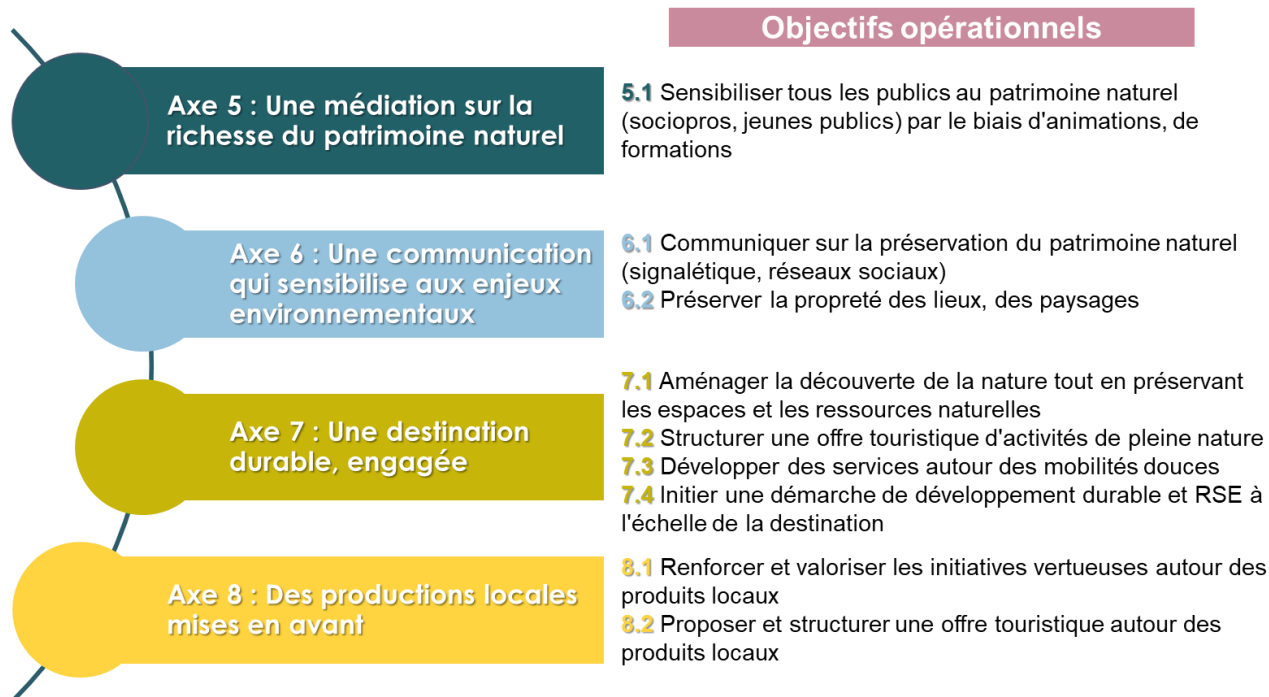 Objectifs opérationnels
Axe 5 : Une médiation sur la
richesse du patrimoine naturel
5.1 Sensibiliser tous les publics au patrimoine naturel
(sociopros, jeunes publics) par le biais d'animations, de
formations
Axe 6 : Une communication
qui sensibilise aux enjeux
environnementaux
6.1 Communiquer sur la préservation du patrimoine naturel
(signalétique, réseaux sociaux)
6.2 Préserver la propreté des lieux, des paysages
Axe 7 : Une destination
durable, engagée
7.1 Aménager la découverte de la nature tout en préservant
les espaces et les ressources naturelles
7.2 Structurer une offre touristique d'activités de pleine nature
7.3 Développer des services autour des mobilités douces
7.4 Initier une démarche de développement durable et RSE à
l'échelle de la destination
Axe 8 : Des productions locales
mises en avant
8.1 Renforcer et valoriser les initiatives vertueuses autour des
produits locaux
8.2 Proposer et structurer une offre touristique autour des
produits locaux